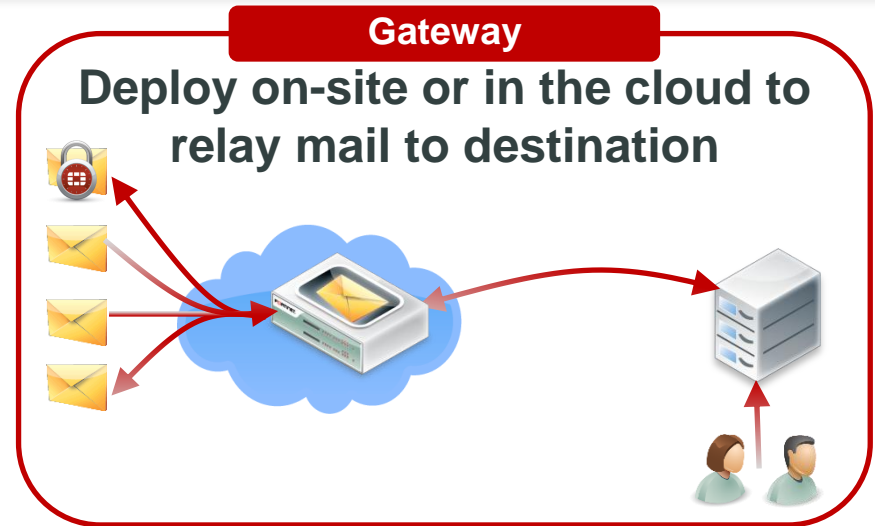 Gateway
Deploy on-site or in the cloud to
relay mail to destination